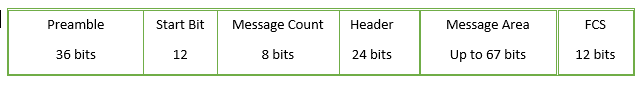 Preamble Start Bit Message Count Header Message Area FCS
36 bits 12 8 bits 24 bits Up to 67 bits 12 bits